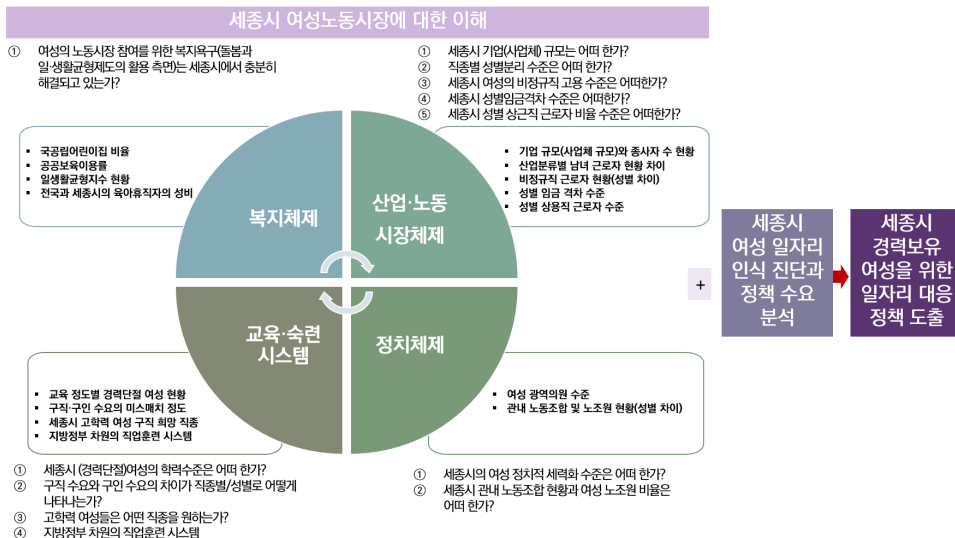 세종시 여성노동시장에 대한 이해
① 여성의 노동시장 참여를 위한 복지욕구(돌봄과
일·생활균형제도의 활용 측면)는 세종시에서 충분히
해결되고 있는가?
① 세종시 기업(사업체) 규모는 어떠 한가?
② 직종별 성별분리 수준은 어떠 한가?
③ 세종시 여성의 비정규직 고용 수준은 어떠한가?
④ 세종시 성별임금격차 수준은 어떠한가?
⑤ 세종시 성별 상근직 근로자 비율 수준은 어떠한가?
▪ 국공립어린이집 비율
▪ 공공보육이용률
▪ 일생활균형지수 현황
▪ 전국과 세종시의 육아휴직자의 성비
복지체제
산업·노동
시장체제
▪ 기업 규모(사업체 규모)와 종사자 수 현황
▪ 산업분류별 남녀 근로자 현황 차이
▪ 비정규직 근로자 현황(성별 차이)
▪ 성별 임금 격차 수준
▪ 성별 상용직 근로자 수준
교육·숙련
시스템
정치체제
▪ 교육 정도별 경력단절 여성 현황
▪ 구직·구인 수요의 미스매치 정도
▪ 세종시 고학력 여성 구직 희망 직종
▪ 지방정부 차원의 직업훈련 시스템
▪ 여성 광역의원 수준
▪ 관내 노동조합 및 노조원 현황(성별 차이)
① 세종시 (경력단절)여성의 학력수준은 어떠 한가?
② 구직 수요와 구인 수요의 차이가 직종별/성별로 어떻게
나타나는가?
③ 고학력 여성들은 어떤 직종을 원하는가?
④ 지방정부 차원의 직업훈련 시스템
① 세종시의 여성 정치적 세력화 수준은 어떠 한가?
② 세종시 관내 노동조합 현황과 여성 노조원 비율은
어떠 한가?
+
세종시
여성 일자리
인식 진단과
정책 수요
분석
세종시
경력보유
여성을 위한
일자리 대응
정책 도출